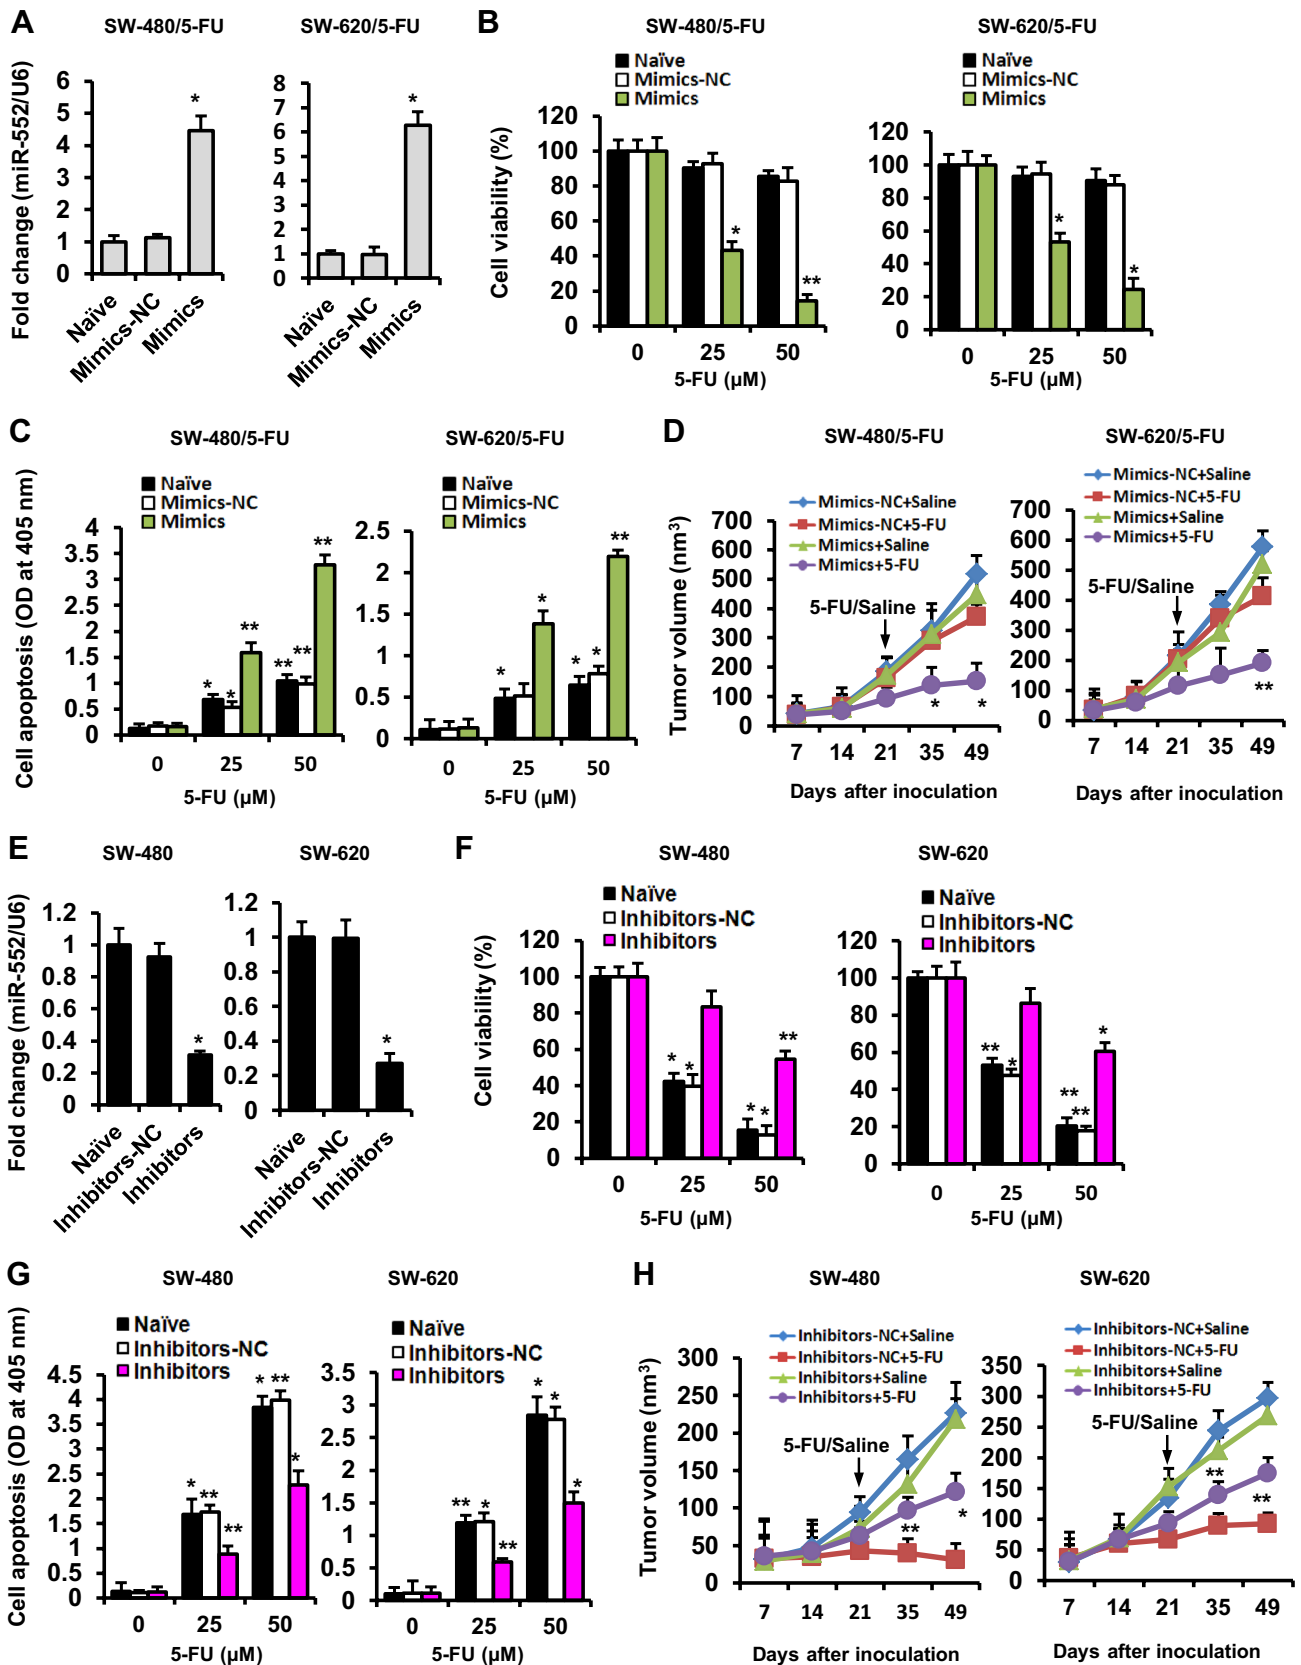 A
SW-480/5-FU
SW-620/5-FU
Fold change (miR-552/U6)
6
5
4
3
2
1
0
*
Naïve
Mimics-NC
Mimics
8
7
6
5
4
3
2
1
0
*
Naïve
Mimics-NC
Mimics
B
SW-480/5-FU
SW-620/5-FU
Naïve
Mimics-NC
Mimics
Cell viability (%)
120
100
80
60
40
20
0
*
**
0 25 50
5-FU (µM)
Naïve
Mimics-NC
Mimics
120
100
80
60
40
20
0
*
*
0 25 50
5-FU (µM)
C
SW-480/5-FU
SW-620/5-FU
Naïve
Mimics-NC
Mimics
Cell apoptosis (OD at 405 nm)
4
3.5
3
2.5
2
1.5
1
0.5
0
* * **
** ** **
0 25 50
5-FU (µM)
Naïve
Mimics-NC
Mimics
2.5
2
1.5
1
0.5
0
* *
* * **
0 25 50
5-FU (µM)
D
SW-480/5-FU
SW-620/5-FU
Mimics-NC+Saline
Mimics-NC+5-FU
Mimics+Saline
Mimics+5-FU
Tumor volume (nm³)
700
600
500
400
300
200
100
0
5-FU/Saline
* *
7 14 21 35 49
Days after inoculation
Mimics-NC+Saline
Mimics-NC+5-FU
Mimics+Saline
Mimics+5-FU
700
600
500
400
300
200
100
0
5-FU/Saline
**
7 14 21 35 49
Days after inoculation
E
SW-480
SW-620
Fold change (miR-552/U6)
1.2
1
0.8
0.6
0.4
0.2
0
*
Naïve
Inhibitors-NC
Inhibitors
1.2
1
0.8
0.6
0.4
0.2
0
*
Naïve
Inhibitors-NC
Inhibitors
F
SW-480
SW-620
Naïve
Inhibitors-NC
Inhibitors
Cell viability (%)
120
100
80
60
40
20
0
* *
* * **
0 25 50
5-FU (µM)
Naïve
Inhibitors-NC
Inhibitors
120
100
80
60
40
20
0
** *
** ** *
0 25 50
5-FU (µM)
G
SW-480
SW-620
Naïve
Inhibitors-NC
Inhibitors
Cell apoptosis (OD at 405 nm)
4.5
4
3.5
3
2.5
2
1.5
1
0.5
0
* ** **
* ** *
0 25 50
5-FU (µM)
Naïve
Inhibitors-NC
Inhibitors
3.5
3
2.5
2
1.5
1
0.5
0
** * **
* * *
0 25 50
5-FU (µM)
H
SW-480
SW-620
Inhibitors-NC+Saline
Inhibitors-NC+5-FU
Inhibitors+Saline
Inhibitors+5-FU
Tumor volume (nm³)
300
250
200
150
100
50
0
5-FU/Saline
** *
7 14 21 35 49
Days after inoculation
Inhibitors-NC+Saline
Inhibitors-NC+5-FU
Inhibitors+Saline
Inhibitors+5-FU
350
300
250
200
150
100
50
0
5-FU/Saline
** **
7 14 21 35 49
Days after inoculation